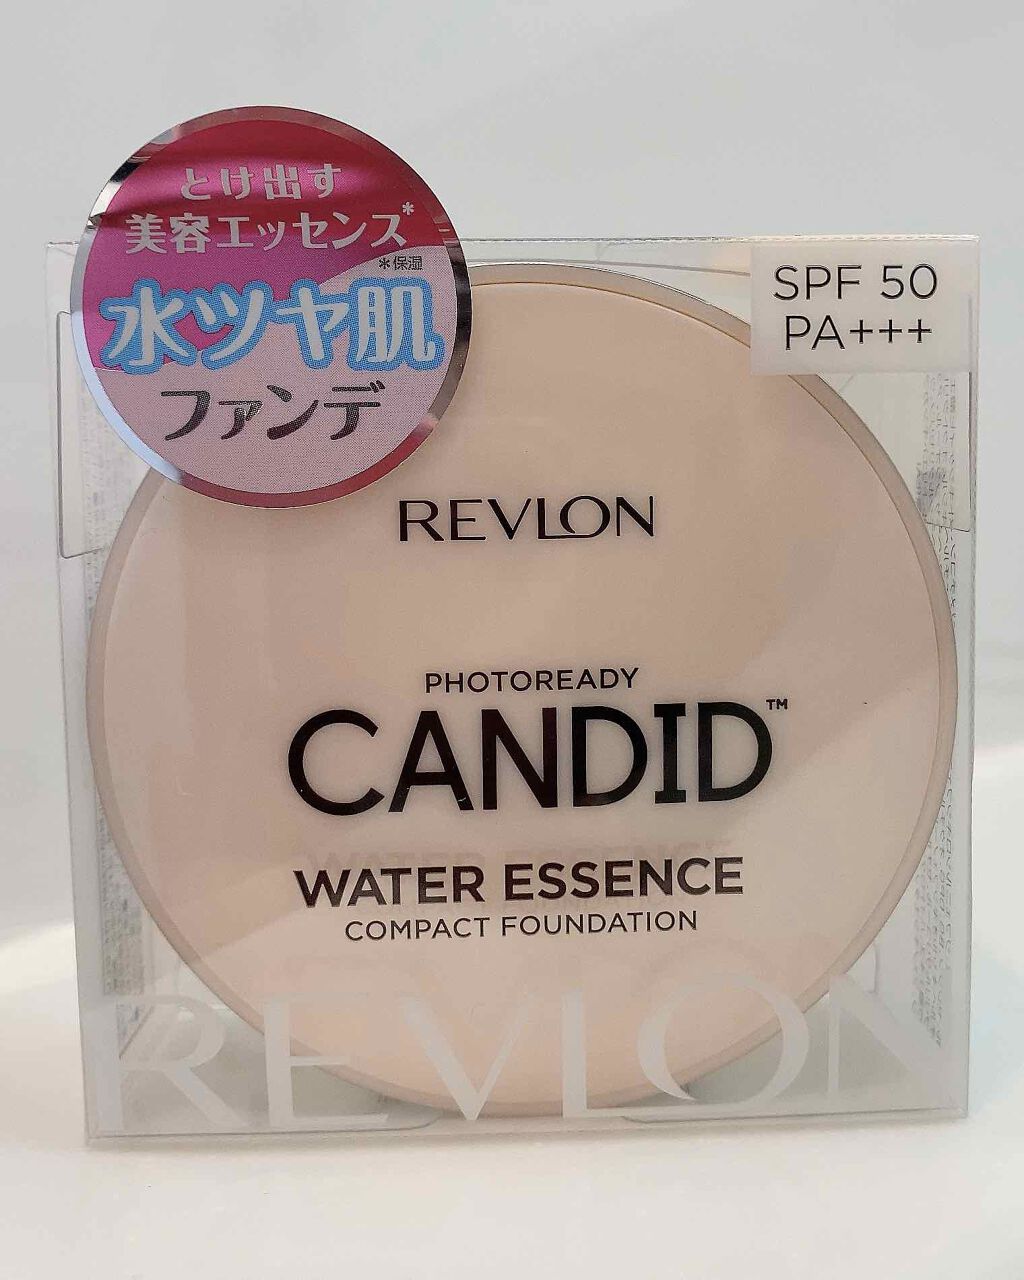 とけ出す
美容エッセンス*
*保湿
水ツヤ肌
ファンデ
SPF 50
PA+++
REVLON
PHOTOREADY
CANDID™
WATER ESSENCE
COMPACT FOUNDATION
REVLON